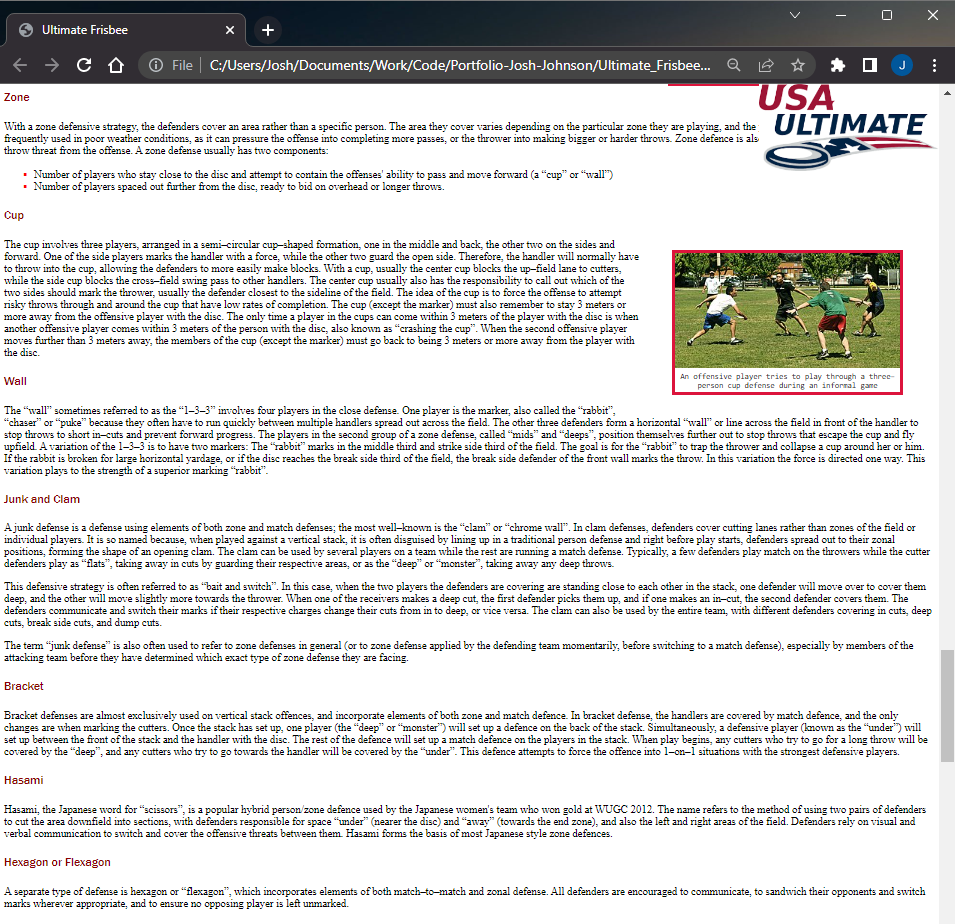 Ultimate Frisbee
File
C:/Users/Josh/Documents/Work/Code/Portfolio-Josh-Johnson/Ultimate_Frisbee...
J
USA
ULTIMATE
Zone
With a zone defensive strategy, the defenders cover an area rather than a specific person. The area they cover varies depending on the particular zone they are playing, and the
frequently used in poor weather conditions, as it can pressure the offense into completing more passes, or the thrower into making bigger or harder throws. Zone defence is als
throw threat from the offense. A zone defense usually has two components:
Number of players who stay close to the disc and attempt to contain the offenses' ability to pass and move forward (a “cup” or “wall”)
Number of players spaced out further from the disc, ready to bid on overhead or longer throws.
Cup
The cup involves three players, arranged in a semi–circular cup–shaped formation, one in the middle and back, the other two on the sides and
forward. One of the side players marks the handler with a force, while the other two guard the open side. Therefore, the handler will normally have
to throw into the cup, allowing the defenders to more easily make blocks. With a cup, usually the center cup blocks the up–field lane to cutters,
while the side cup blocks the cross–field swing pass to other handlers. The center cup usually also has the responsibility to call out which of the
two sides should mark the thrower, usually the defender closest to the sideline of the field. The idea of the cup is to force the offense to attempt
risky throws through and around the cup that have low rates of completion. The cup (except the marker) must also remember to stay 3 meters or
more away from the offensive player with the disc. The only time a player in the cups can come within 3 meters of the player with the disc is when
another offensive player comes within 3 meters of the person with the disc, also known as “crashing the cup”. When the second offensive player
moves further than 3 meters away, the members of the cup (except the marker) must go back to being 3 meters or more away from the player with
the disc.
An offensive player tries to play through a three–
person cup defense during an informal game
Wall
The “wall” sometimes referred to as the “1–3–3” involves four players in the close defense. One player is the marker, also called the “rabbit”,
“chaser” or “puke” because they often have to run quickly between multiple handlers spread out across the field. The other three defenders form a horizontal “wall” or line across the field in front of the handler to
stop throws to short in–cuts and prevent forward progress. The players in the second group of a zone defense, called “mids” and “deeps”, position themselves further out to stop throws that escape the cup and fly
upfield. A variation of the 1–3–3 is to have two markers: The “rabbit” marks in the middle third and strike side third of the field. The goal is for the “rabbit” to trap the thrower and collapse a cup around her or him.
If the rabbit is broken for large horizontal yardage, or if the disc reaches the break side third of the field, the break side defender of the front wall marks the throw. In this variation the force is directed one way. This
variation plays to the strength of a superior marking “rabbit”.
Junk and Clam
A junk defense is a defense using elements of both zone and match defenses; the most well–known is the “clam” or “chrome wall”. In clam defenses, defenders cover cutting lanes rather than zones of the field or
individual players. It is so named because, when played against a vertical stack, it is often disguised by lining up in a traditional person defense and right before play starts, defenders spread out to their zonal
positions, forming the shape of an opening clam. The clam can be used by several players on a team while the rest are running a match defense. Typically, a few defenders play match on the throwers while the cutter
defenders play as “flats”, taking away in cuts by guarding their respective areas, or as the “deep” or “monster”, taking away any deep throws.
This defensive strategy is often referred to as “bait and switch”. In this case, when the two players the defenders are covering are standing close to each other in the stack, one defender will move over to cover them
deep, and the other will move slightly more towards the thrower. When one of the receivers makes a deep cut, the first defender picks them up, and if one makes an in–cut, the second defender covers them. The
defenders communicate and switch their marks if their respective charges change their cuts from in to deep, or vice versa. The clam can also be used by the entire team, with different defenders covering in cuts, deep
cuts, break side cuts, and dump cuts.
The term “junk defense” is also often used to refer to zone defenses in general (or to zone defense applied by the defending team momentarily, before switching to a match defense), especially by members of the
attacking team before they have determined which exact type of zone defense they are facing.
Bracket
Bracket defenses are almost exclusively used on vertical stack offences, and incorporate elements of both zone and match defence. In bracket defense, the handlers are covered by match defence, and the only
changes are when marking the cutters. Once the stack has set up, one player (the “deep” or “monster”) will set up a defence on the back of the stack. Simultaneously, a defensive player (known as the “under”) will
set up between the front of the stack and the handler with the disc. The rest of the defence will set up a match defence on the players in the stack. When play begins, any cutters who try to go for a long throw will be
covered by the “deep”, and any cutters who try to go towards the handler will be covered by the “under”. This defence attempts to force the offence into 1–on–1 situations with the strongest defensive players.
Hasami
Hasami, the Japanese word for “scissors”, is a popular hybrid person/zone defence used by the Japanese women's team who won gold at WUGC 2012. The name refers to the method of using two pairs of defenders
to cut the area downfield into sections, with defenders responsible for space “under” (nearer the disc) and “away” (towards the end zone), and also the left and right areas of the field. Defenders rely on visual and
verbal communication to switch and cover the offensive threats between them. Hasami forms the basis of most Japanese style zone defences.
Hexagon or Flexagon
A separate type of defense is hexagon or “flexagon”, which incorporates elements of both match–to–match and zonal defense. All defenders are encouraged to communicate, to sandwich their opponents and switch
marks wherever appropriate, and to ensure no opposing player is left unmarked.